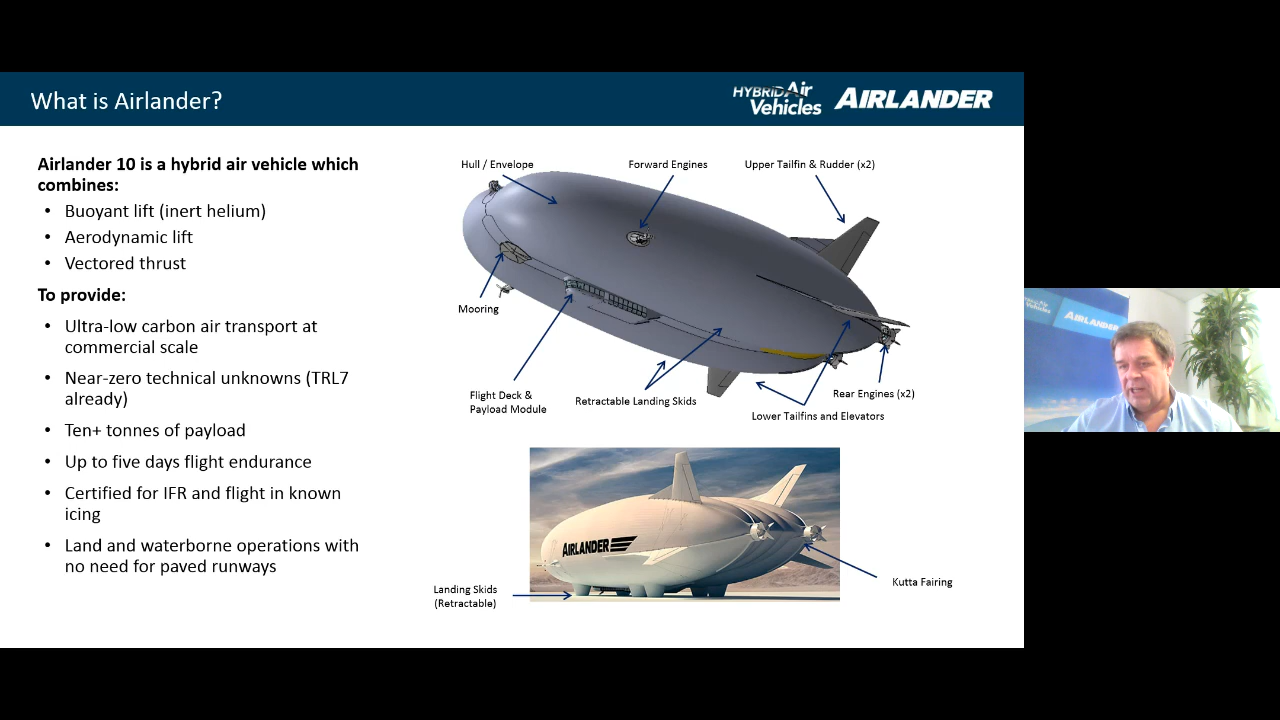 What is Airlander?
HYBRID Air
Vehicles
AIRLANDER
Airlander 10 is a hybrid air vehicle which
combines:
• Buoyant lift (inert helium)
• Aerodynamic lift
• Vectored thrust
To provide:
• Ultra-low carbon air transport at
commercial scale
• Near-zero technical unknowns (TRL7
already)
• Ten+ tonnes of payload
• Up to five days flight endurance
• Certified for IFR and flight in known
icing
• Land and waterborne operations with
no need for paved runways
Hull / Envelope
Forward Engines
Upper Tailfin & Rudder (x2)
Mooring
Flight Deck &
Payload Module
Retractable Landing Skids
Rear Engines (x2)
Lower Tailfins and Elevators
AIRLANDER
Landing Skids
(Retractable)
Kutta Fairing
Air
Vehicles
AIRLANDER